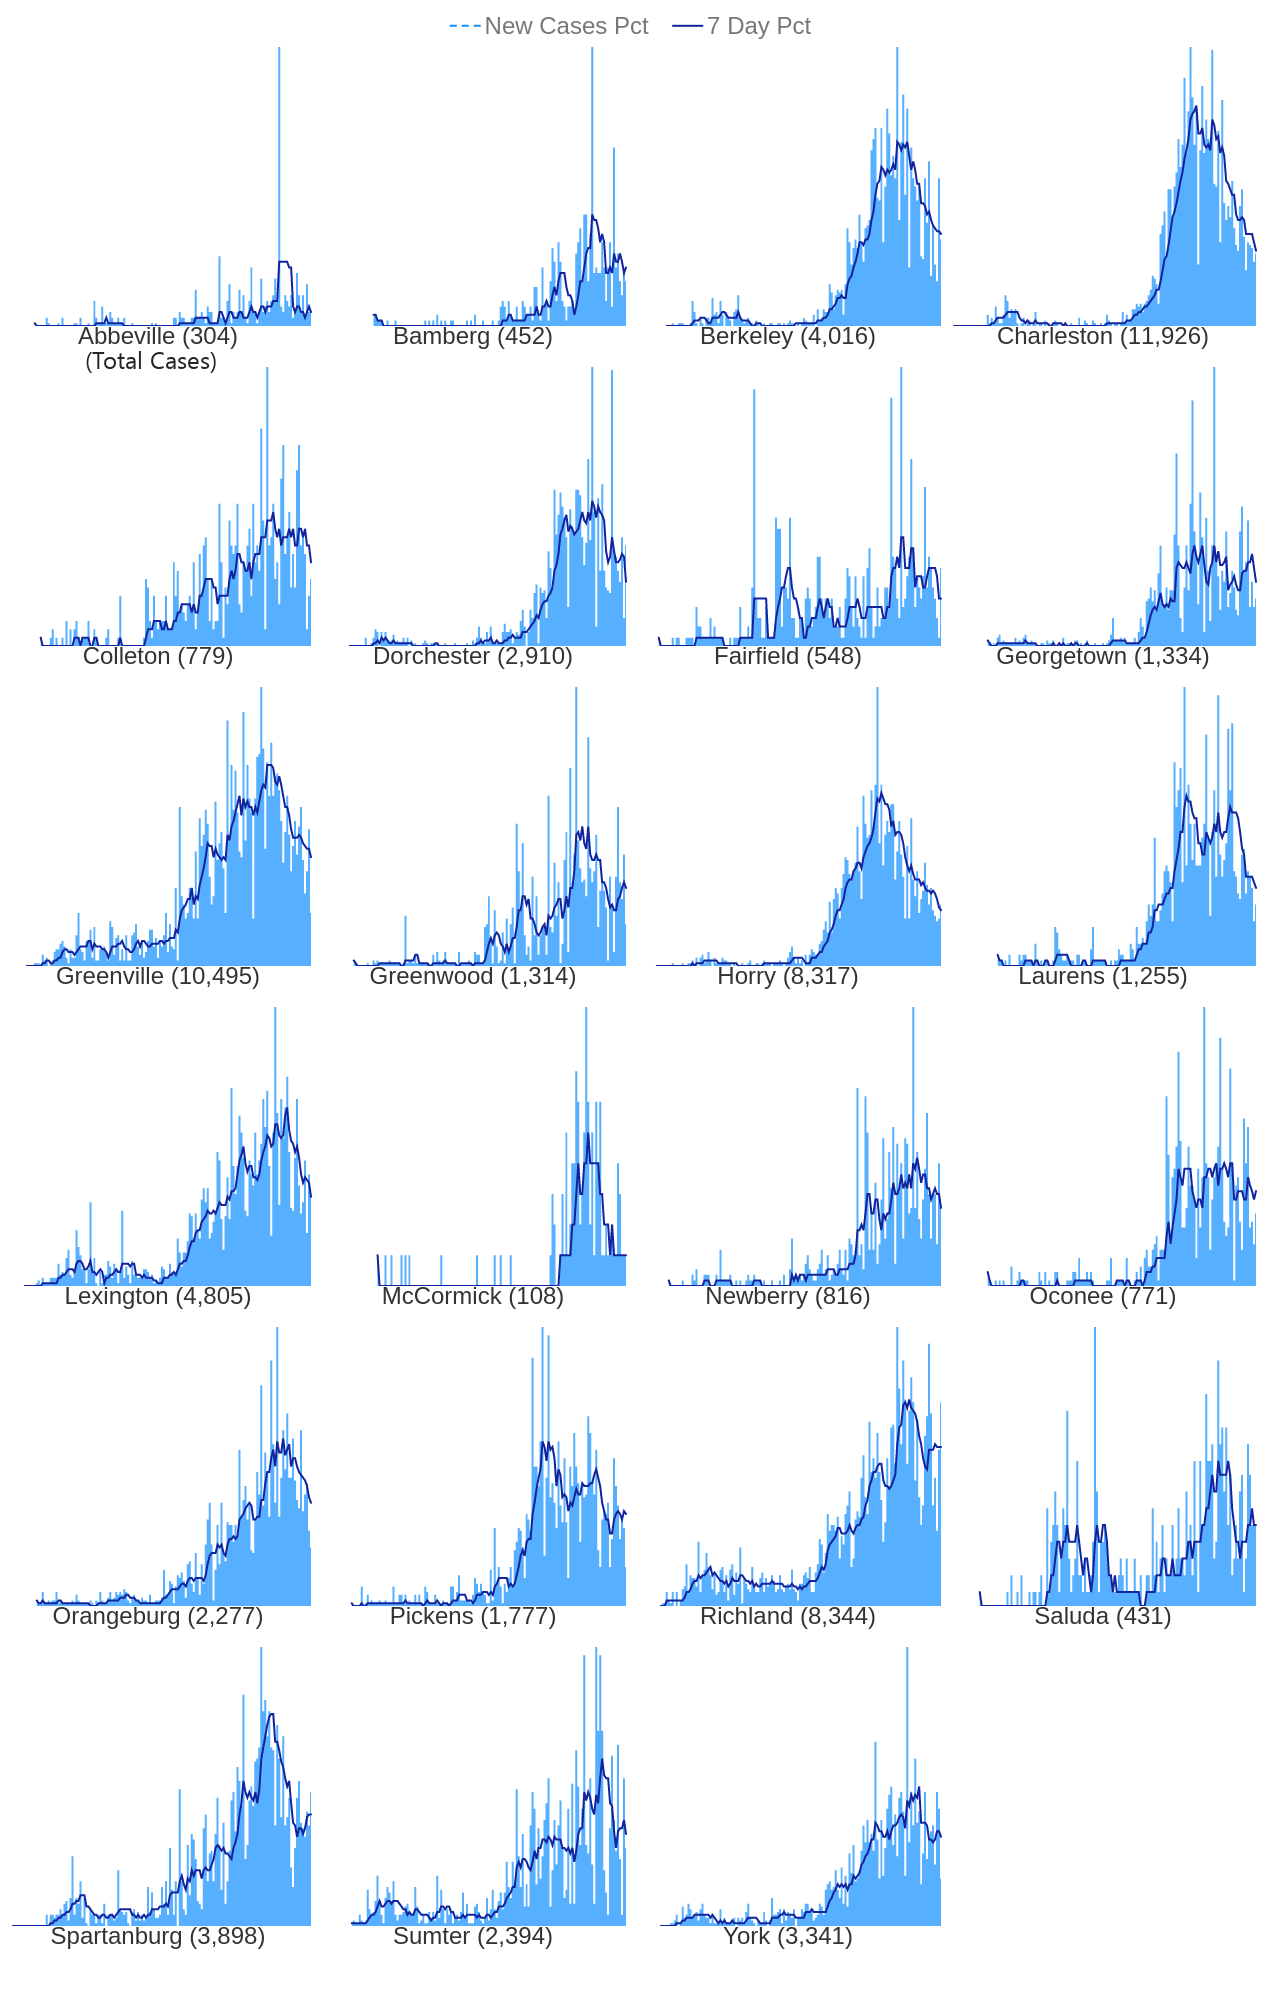 New Cases Pct 7 Day Pct
Abbeville (304) Bamberg (452) Berkeley (4,016) Charleston (11,926)
(Total Cases)
Colleton (779) Dorchester (2,910) Fairfield (548) Georgetown (1,334)
Greenville (10,495) Greenwood (1,314) Horry (8,317) Laurens (1,255)
Lexington (4,805) McCormick (108) Newberry (816) Oconee (771)
Orangeburg (2,277) Pickens (1,777) Richland (8,344) Saluda (431)
Spartanburg (3,898) Sumter (2,394) York (3,341)